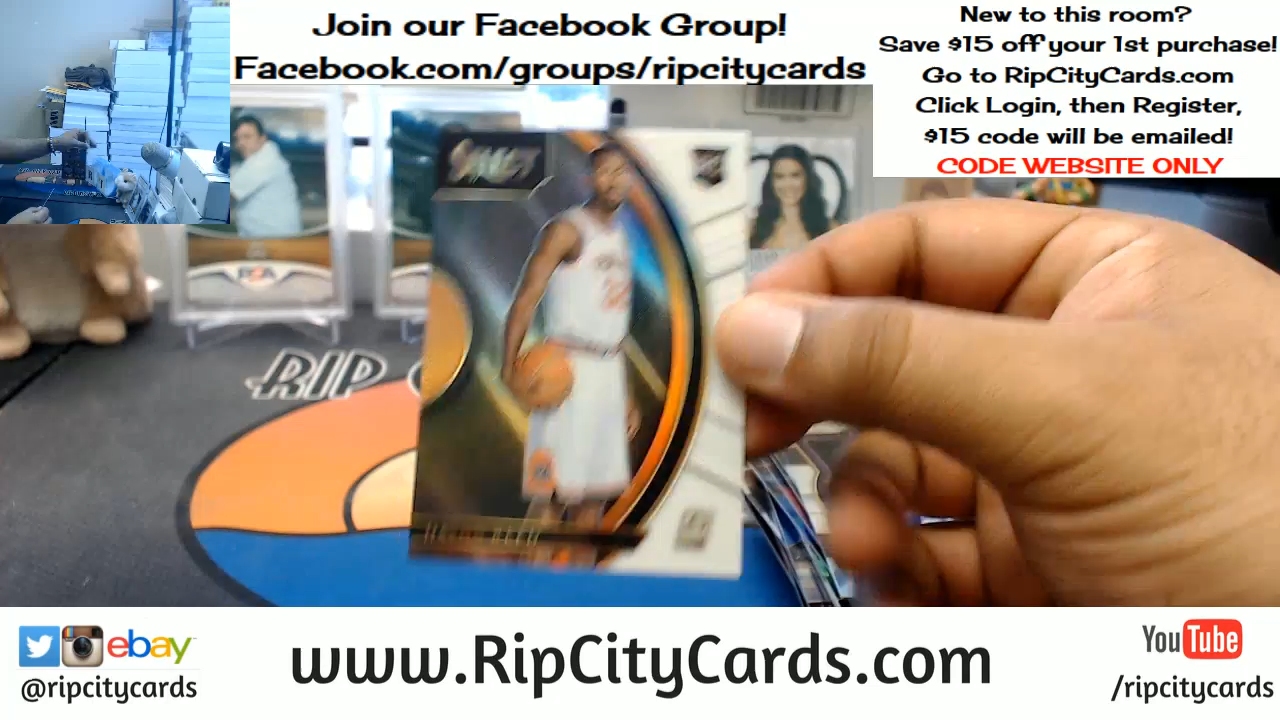 Join our Facebook Group!
Facebook.com/groups/ripcitycards
New to this room?
Save $15 off your 1st purchase!
Go to RipCityCards.com
Click Login, then Register,
$15 code will be emailed!
CODE WEBSITE ONLY
SELECT
RIP
ebay
@ripcitycards
www.RipCityCards.com
YouTube
/ripcitycards